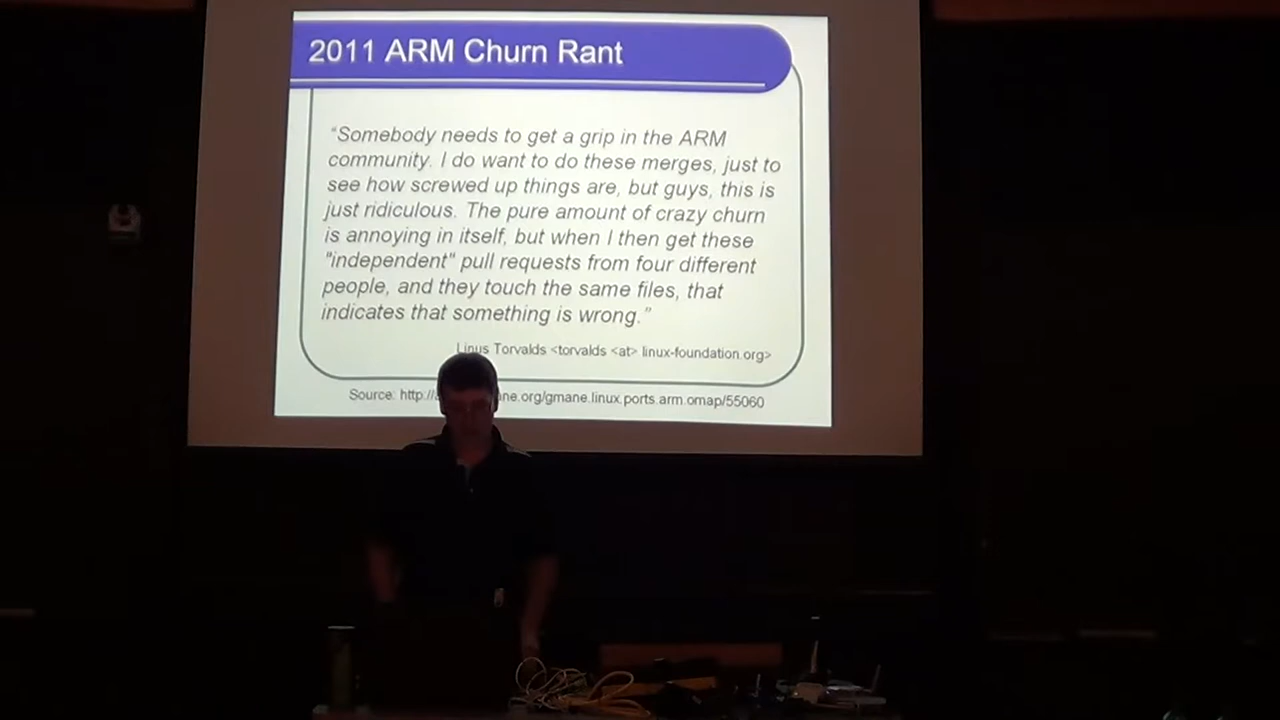 2011 ARM Churn Rant
“Somebody needs to get a grip in the ARM
community. I do want to do these merges, just to
see how screwed up things are, but guys, this is
just ridiculous. The pure amount of crazy churn
is annoying in itself, but when I then get these
"independent" pull requests from four different
people, and they touch the same files, that
indicates that something is wrong.”
Linus Torvalds <torvalds <at> linux-foundation.org>
Source: http:// ne.org/gmane.linux.ports.arm.omap/55060